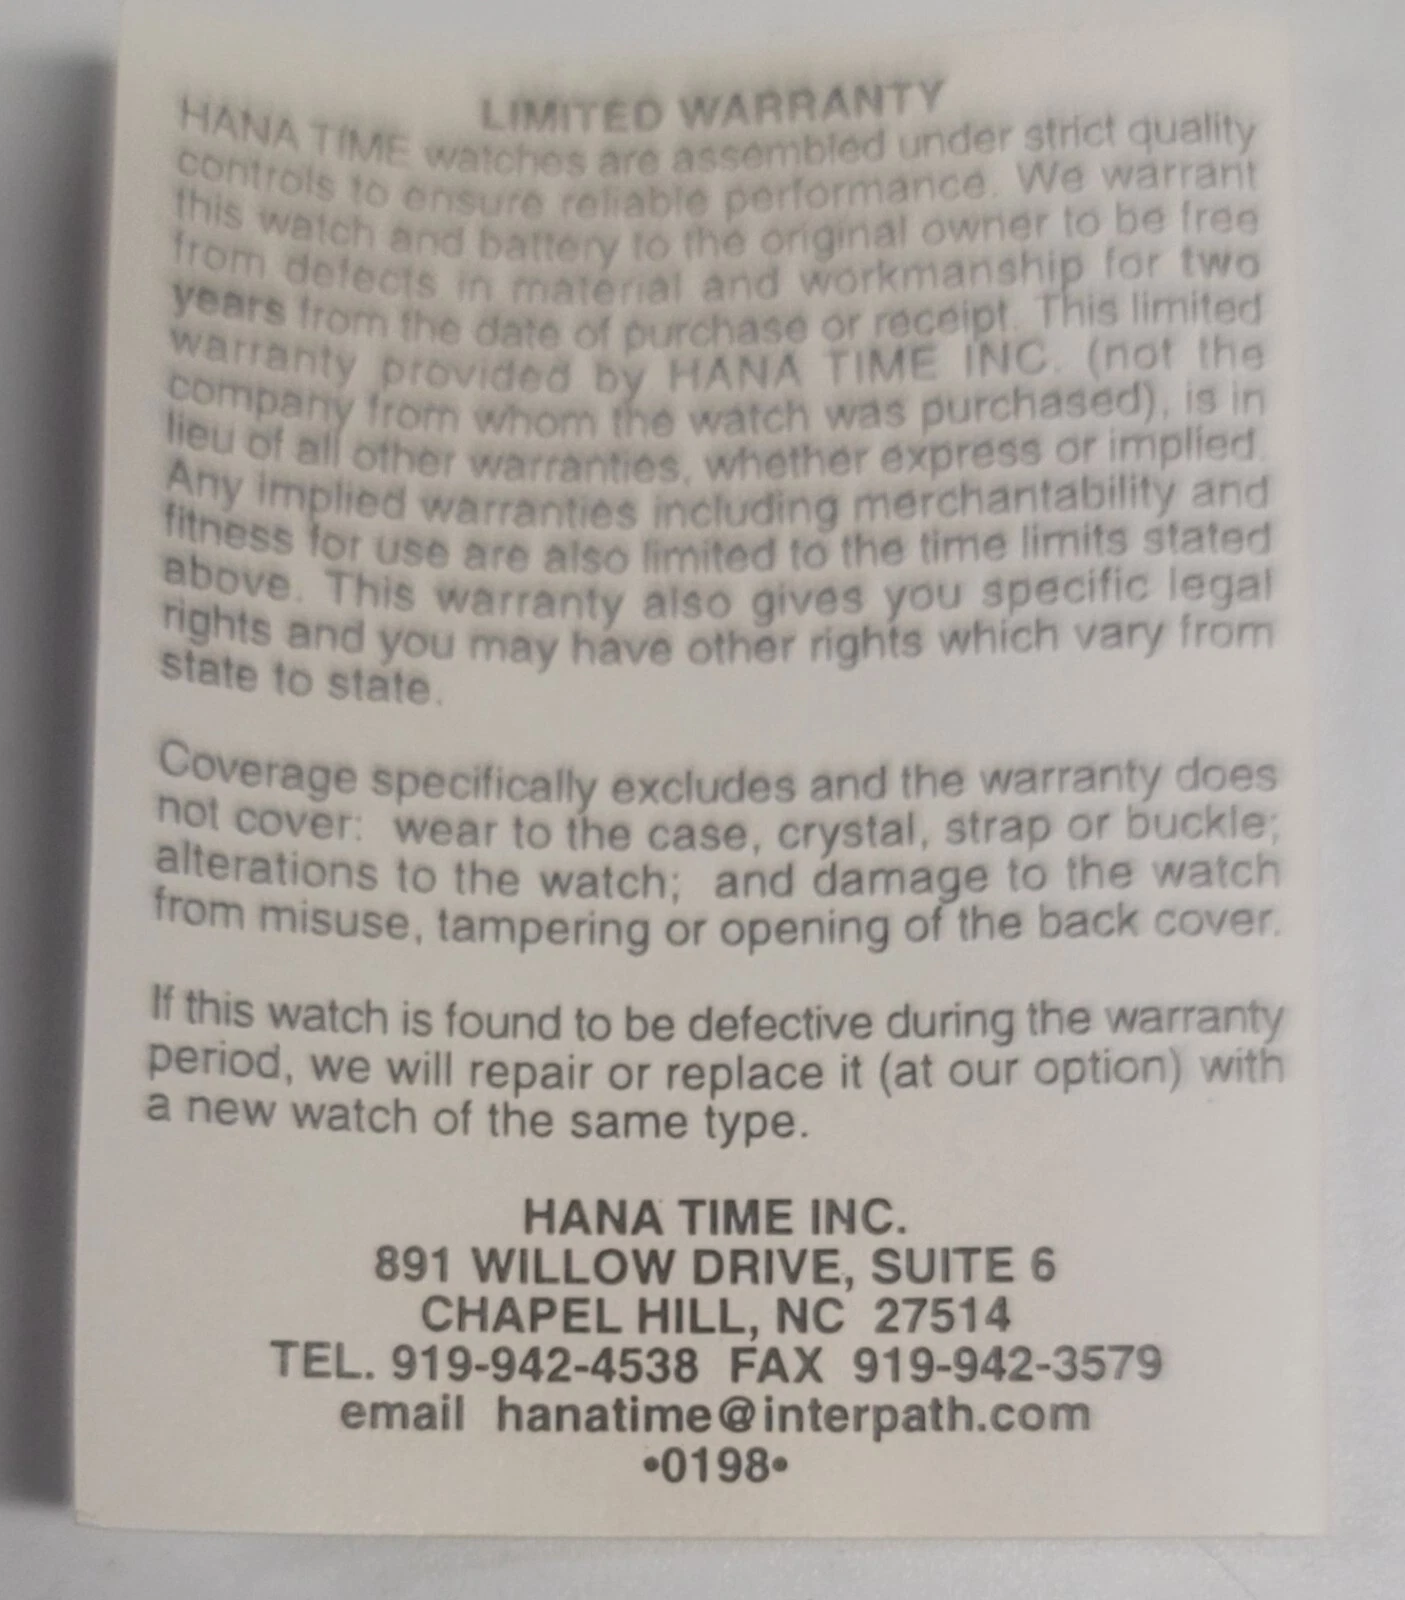 LIMITED WARRANTY
HANA TIME watches are assembled under strict quality
controls to ensure reliable performance. We warrant
this watch and battery to the original owner to be free
from defects in material and workmanship for two
years from the date of purchase or receipt. This limited
warranty provided by HANA TIME INC. (not the
company from whom the watch was purchased), is in
lieu of all other warranties, whether express or implied.
Any implied warranties including merchantability and
fitness for use are also limited to the time limits stated
above. This warranty also gives you specific legal
rights and you may have other rights which vary from
state to state.
Coverage specifically excludes and the warranty does
not cover: wear to the case, crystal, strap or buckle;
alterations to the watch; and damage to the watch
from misuse, tampering or opening of the back cover.
If this watch is found to be defective during the warranty
period, we will repair or replace it (at our option) with
a new watch of the same type.
HANA TIME INC.
891 WILLOW DRIVE, SUITE 6
CHAPEL HILL, NC 27514
TEL. 919-942-4538 FAX 919-942-3579
email hanatime@interpath.com
•0198•